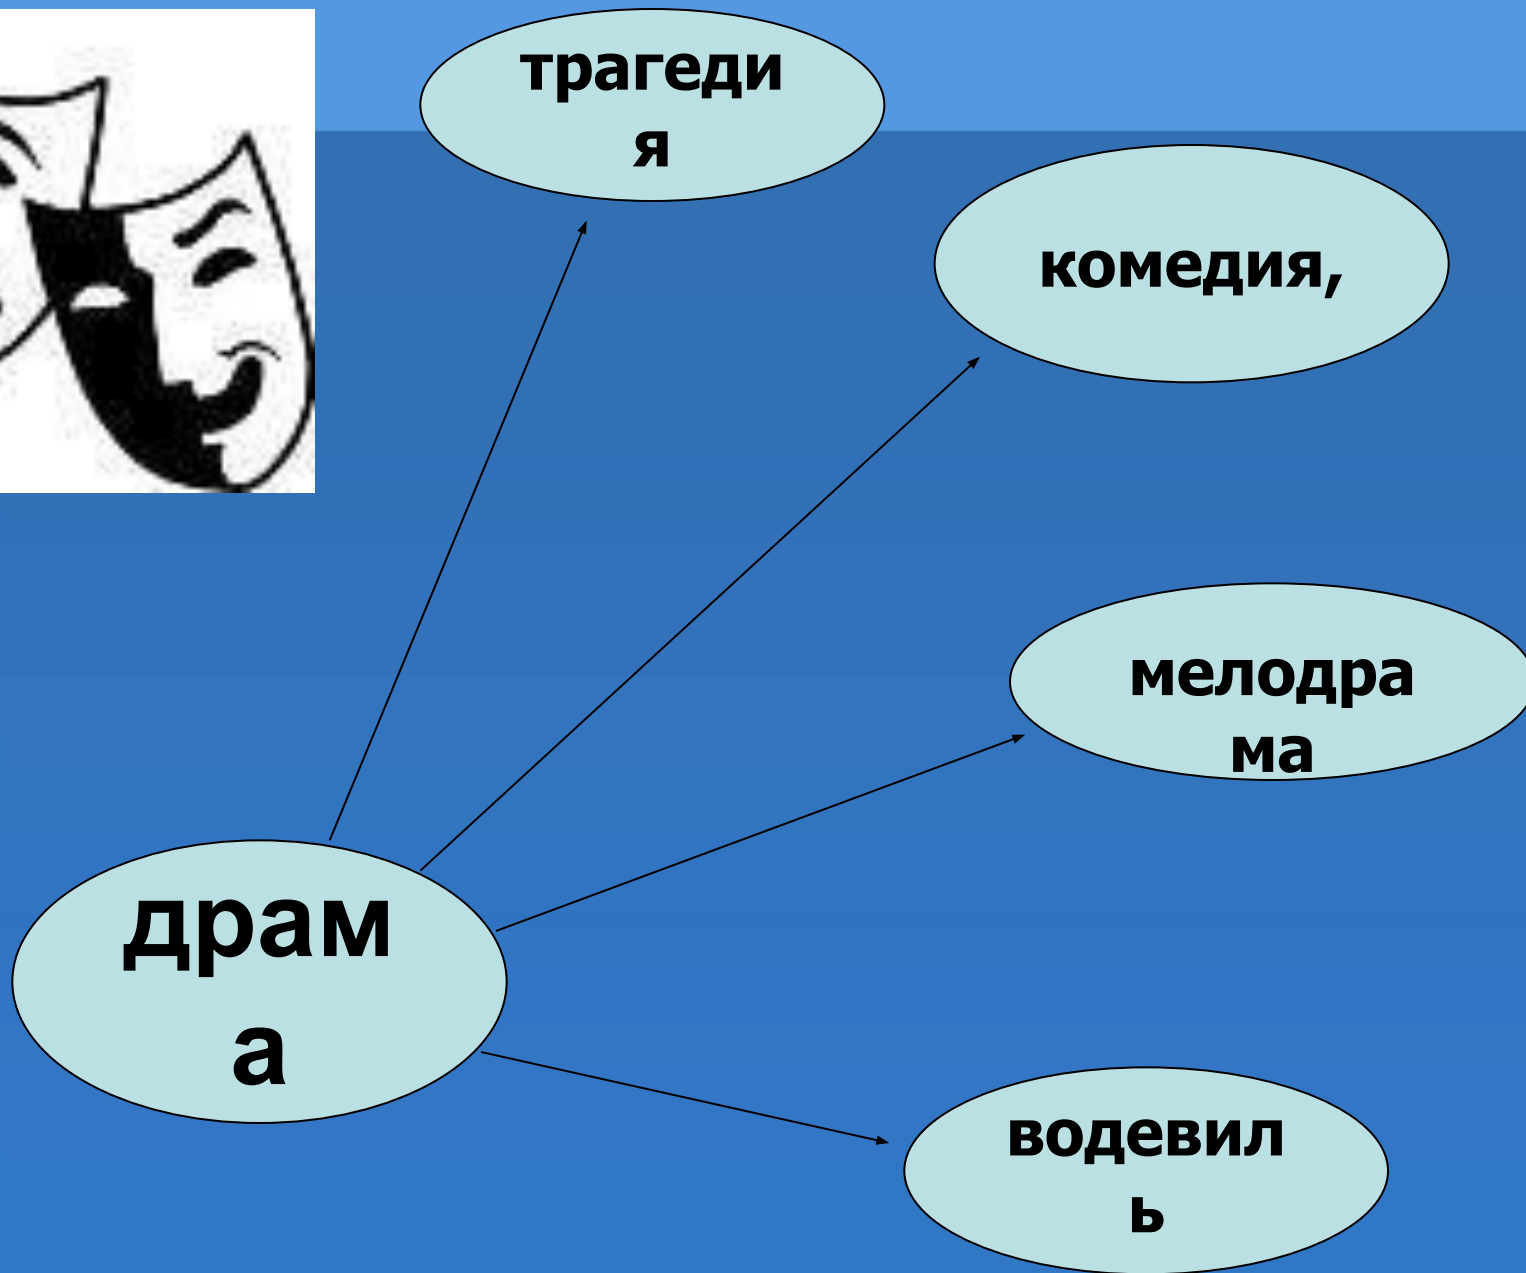 трагеди
я
комедия,
мелодра
ма
драм
а
водевил
ь